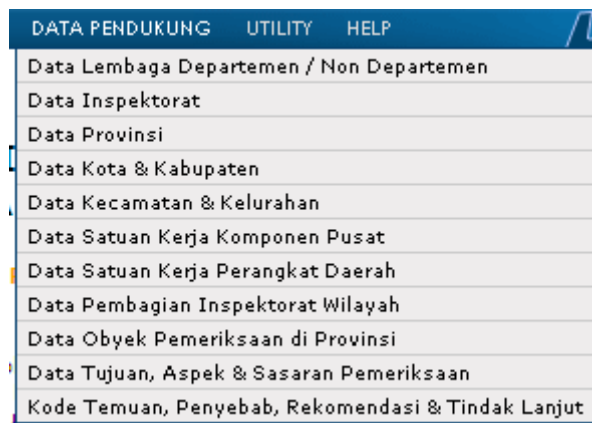 DATA PENDUKUNG UTILITY HELP
Data Lembaga Departemen / Non Departemen
Data Inspektorat
Data Provinsi
Data Kota & Kabupaten
Data Kecamatan & Kelurahan
Data Satuan Kerja Komponen Pusat
Data Satuan Kerja Perangkat Daerah
Data Pembagian Inspektorat Wilayah
Data Obyek Pemeriksaan di Provinsi
Data Tujuan, Aspek & Sasaran Pemeriksaan
Kode Temuan, Penyebab, Rekomendasi & Tindak Lanjut